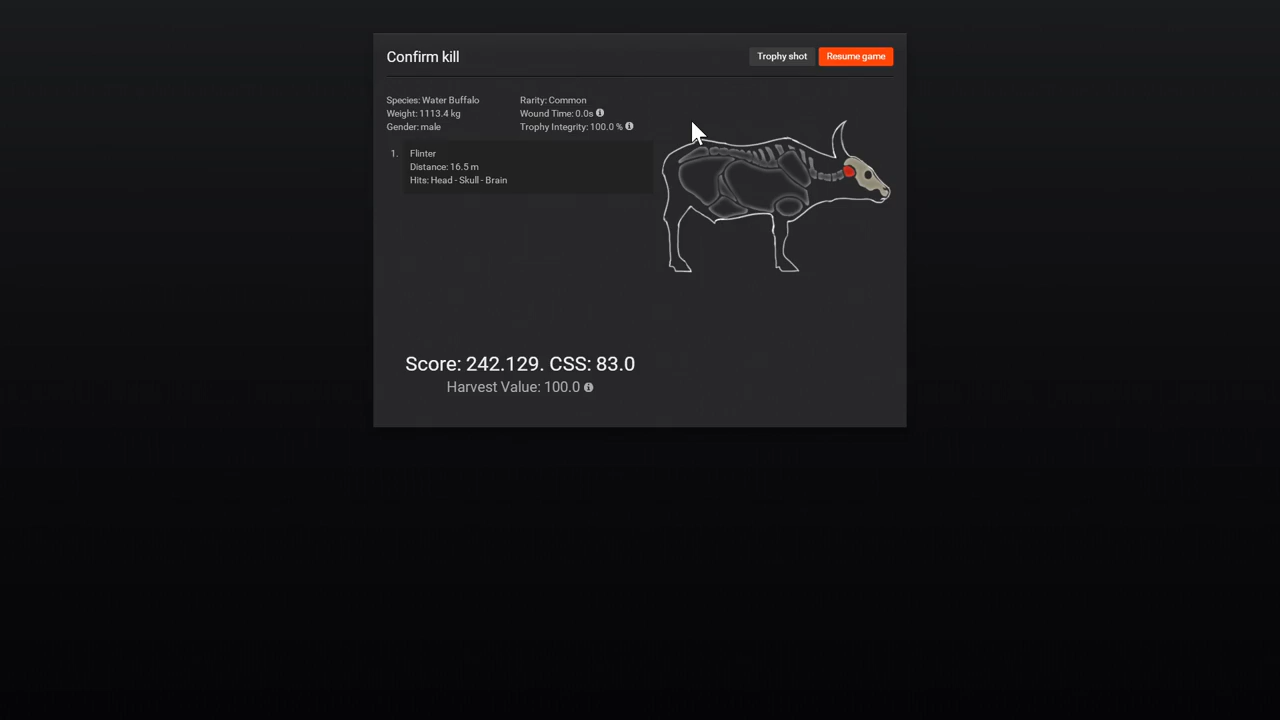 Confirm kill
Trophy shot
Resume game
Species: Water Buffalo
Weight: 1113.4 kg
Gender: male
Rarity: Common
Wound Time: 0.0s
Trophy Integrity: 100.0 %
1. Flinter
Distance: 16.5 m
Hits: Head - Skull - Brain
Score: 242.129. CSS: 83.0
Harvest Value: 100.0